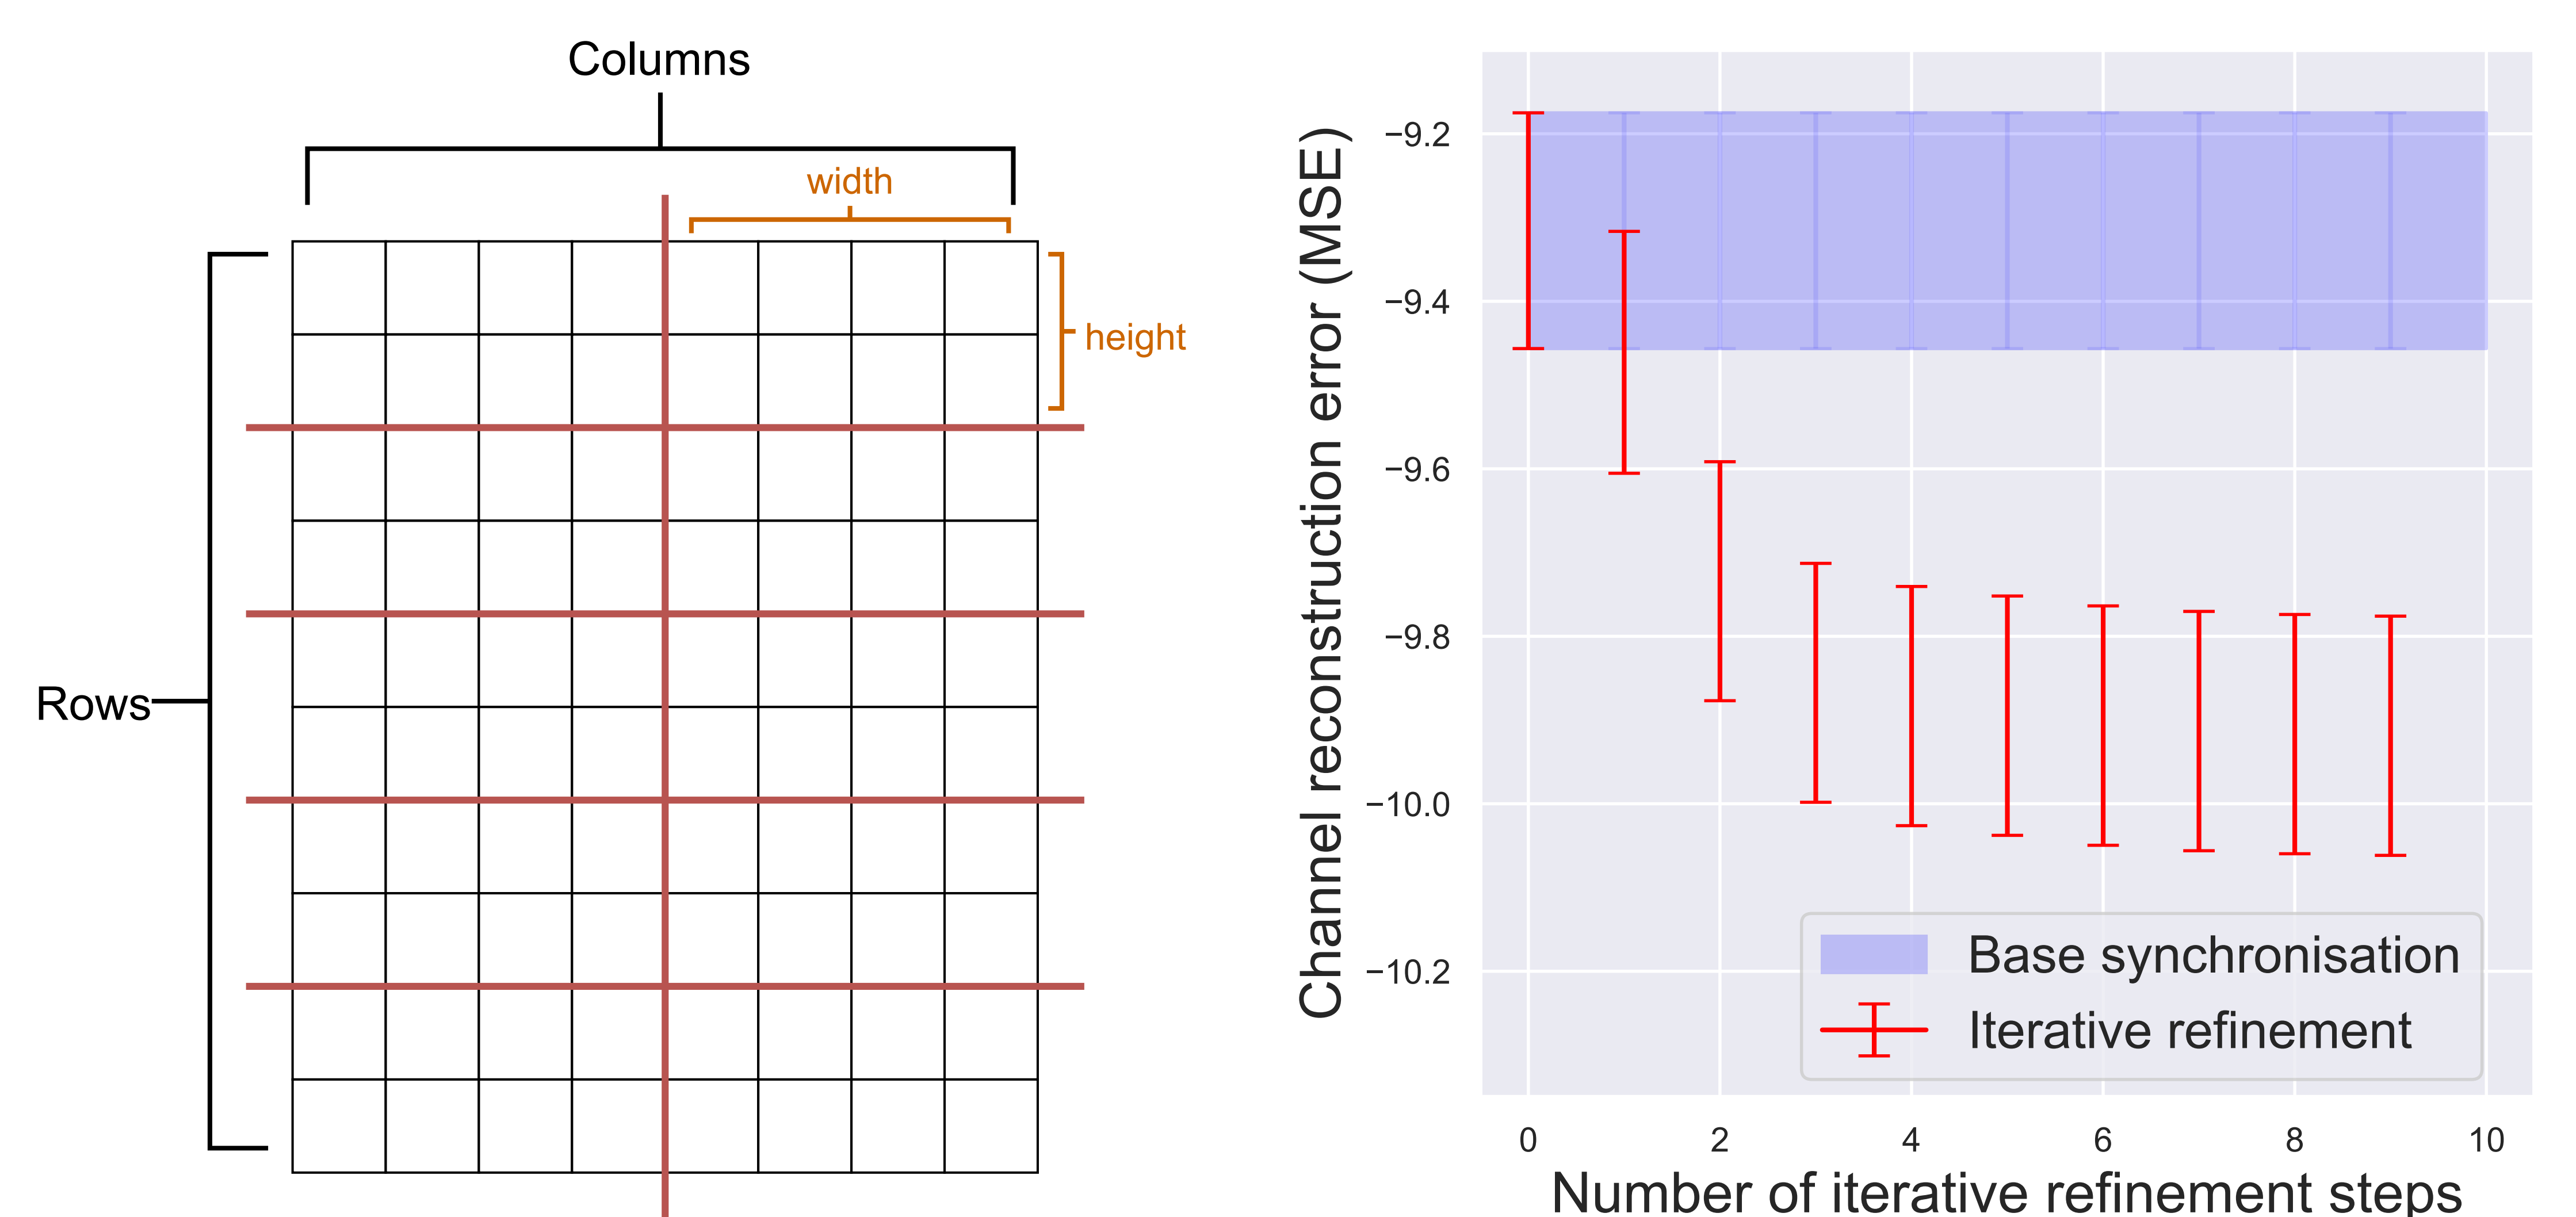 Columns
width
height
Rows
Channel reconstruction error (MSE)
−9.2
−9.4
−9.6
−9.8
−10.0
−10.2
Base synchronisation
Iterative refinement
0 2 4 6 8 10
Number of iterative refinement steps